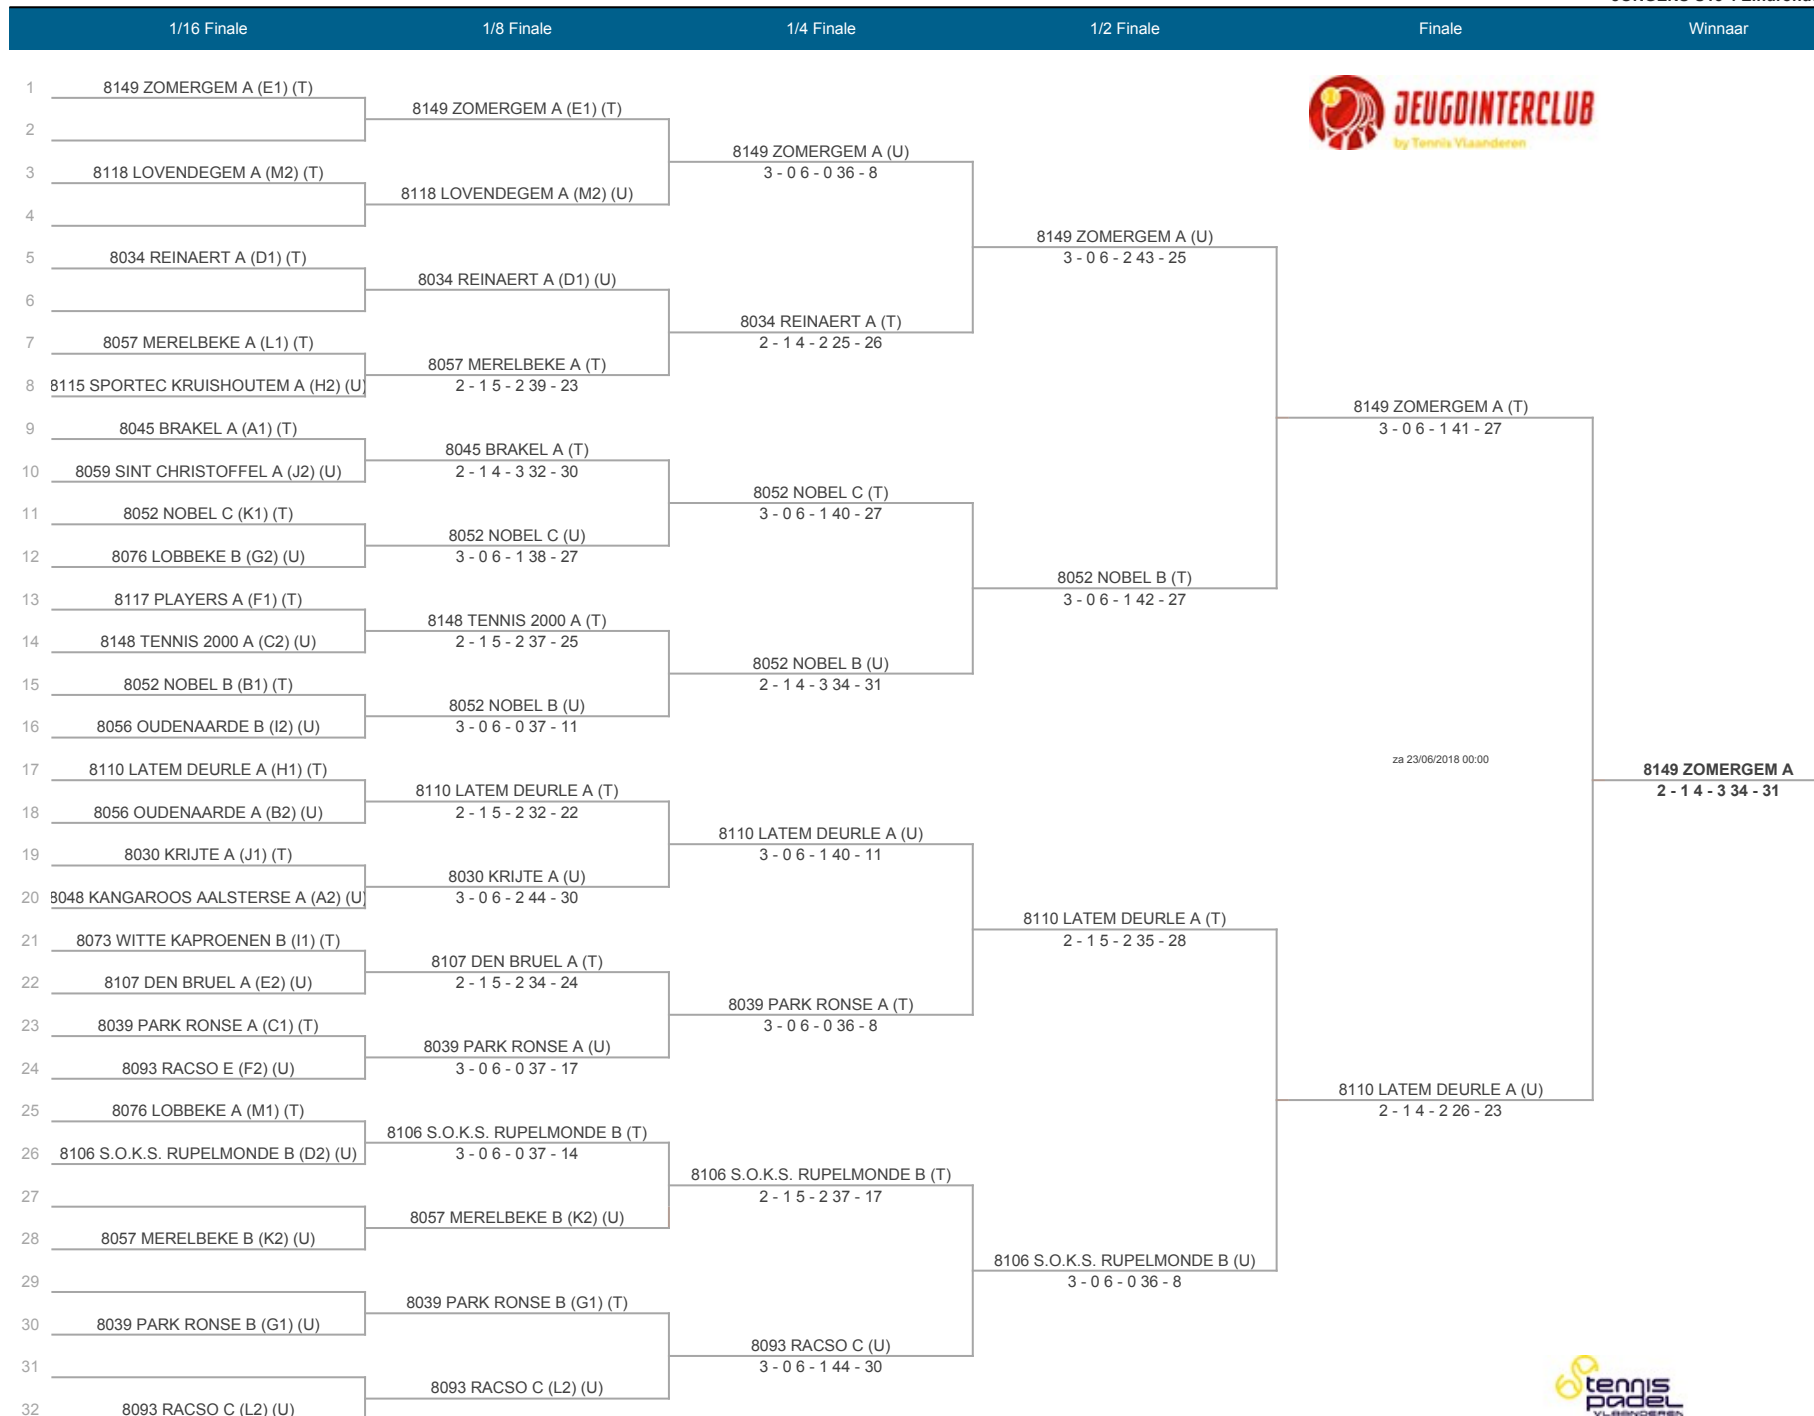 1/16 Finale 1/8 Finale 1/4 Finale 1/2 Finale Finale Winnaar
JEUGDINTERCLUB
by Tennis Vlaanderen
1 8149 ZOMERGEM A (E1) (T)
2
3 8118 LOVENDEGEM A (M2) (T)
4
5 8034 REINAERT A (D1) (T)
6
7 8057 MERELBEKE A (L1) (T)
8 8115 SPORTEC KRUISHOUTEM A (H2) (U)
9 8045 BRAKEL A (A1) (T)
10 8059 SINT CHRISTOFFEL A (J2) (U)
11 8052 NOBEL C (K1) (T)
12 8076 LOBBEKE B (G2) (U)
13 8117 PLAYERS A (F1) (T)
14 8148 TENNIS 2000 A (C2) (U)
15 8052 NOBEL B (B1) (T)
16 8056 OUDENAARDE B (I2) (U)
17 8110 LATEM DEURLE A (H1) (T)
18 8056 OUDENAARDE A (B2) (U)
19 8030 KRIJTE A (J1) (T)
20 8048 KANGAROOS AALSTERSE A (A2) (U)
21 8073 WITTE KAPROENEN B (I1) (T)
22 8107 DEN BRUEL A (E2) (U)
23 8039 PARK RONSE A (C1) (T)
24 8093 RACSO E (F2) (U)
25 8076 LOBBEKE A (M1) (T)
26 8106 S.O.K.S. RUPELMONDE B (D2) (U)
27
28 8057 MERELBEKE B (K2) (U)
29
30 8039 PARK RONSE B (G1) (U)
31
32 8093 RACSO C (L2) (U)
8149 ZOMERGEM A (E1) (T)
8118 LOVENDEGEM A (M2) (U)
8034 REINAERT A (D1) (U)
8057 MERELBEKE A (T)
2 - 1 5 - 2 39 - 23
8045 BRAKEL A (T)
2 - 1 4 - 3 32 - 30
8052 NOBEL C (U)
3 - 0 6 - 1 38 - 27
8148 TENNIS 2000 A (T)
2 - 1 5 - 2 37 - 25
8052 NOBEL B (U)
3 - 0 6 - 0 37 - 11
8110 LATEM DEURLE A (T)
2 - 1 5 - 2 32 - 22
8030 KRIJTE A (U)
3 - 0 6 - 2 44 - 30
8107 DEN BRUEL A (T)
2 - 1 5 - 2 34 - 24
8039 PARK RONSE A (U)
3 - 0 6 - 0 37 - 17
8106 S.O.K.S. RUPELMONDE B (T)
3 - 0 6 - 0 37 - 14
8057 MERELBEKE B (K2) (U)
8039 PARK RONSE B (G1) (T)
8093 RACSO C (L2) (U)
8149 ZOMERGEM A (U)
3 - 0 6 - 0 36 - 8
8034 REINAERT A (T)
2 - 1 4 - 2 25 - 26
8052 NOBEL C (T)
3 - 0 6 - 1 40 - 27
8052 NOBEL B (U)
2 - 1 4 - 3 34 - 31
8110 LATEM DEURLE A (U)
3 - 0 6 - 1 40 - 11
8039 PARK RONSE A (T)
3 - 0 6 - 0 36 - 8
8106 S.O.K.S. RUPELMONDE B (T)
2 - 1 5 - 2 37 - 17
8093 RACSO C (U)
3 - 0 6 - 1 44 - 30
8149 ZOMERGEM A (U)
3 - 0 6 - 2 43 - 25
8052 NOBEL B (T)
3 - 0 6 - 1 42 - 27
8110 LATEM DEURLE A (T)
2 - 1 5 - 2 35 - 28
8106 S.O.K.S. RUPELMONDE B (U)
3 - 0 6 - 0 36 - 8
8149 ZOMERGEM A (T)
3 - 0 6 - 1 41 - 27
za 23/06/2018 00:00
8110 LATEM DEURLE A (U)
2 - 1 4 - 2 26 - 23
8149 ZOMERGEM A
2 - 1 4 - 3 34 - 31
tennis
padel
VLAANDEREN